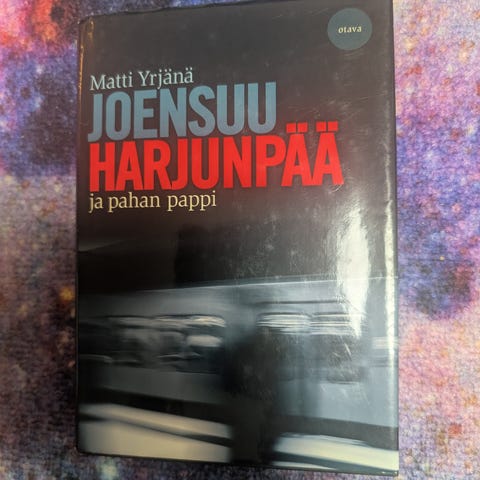 otava
Matti Yrjänä
JOENSUU
HARJUNPÄÄ
ja pahan pappi